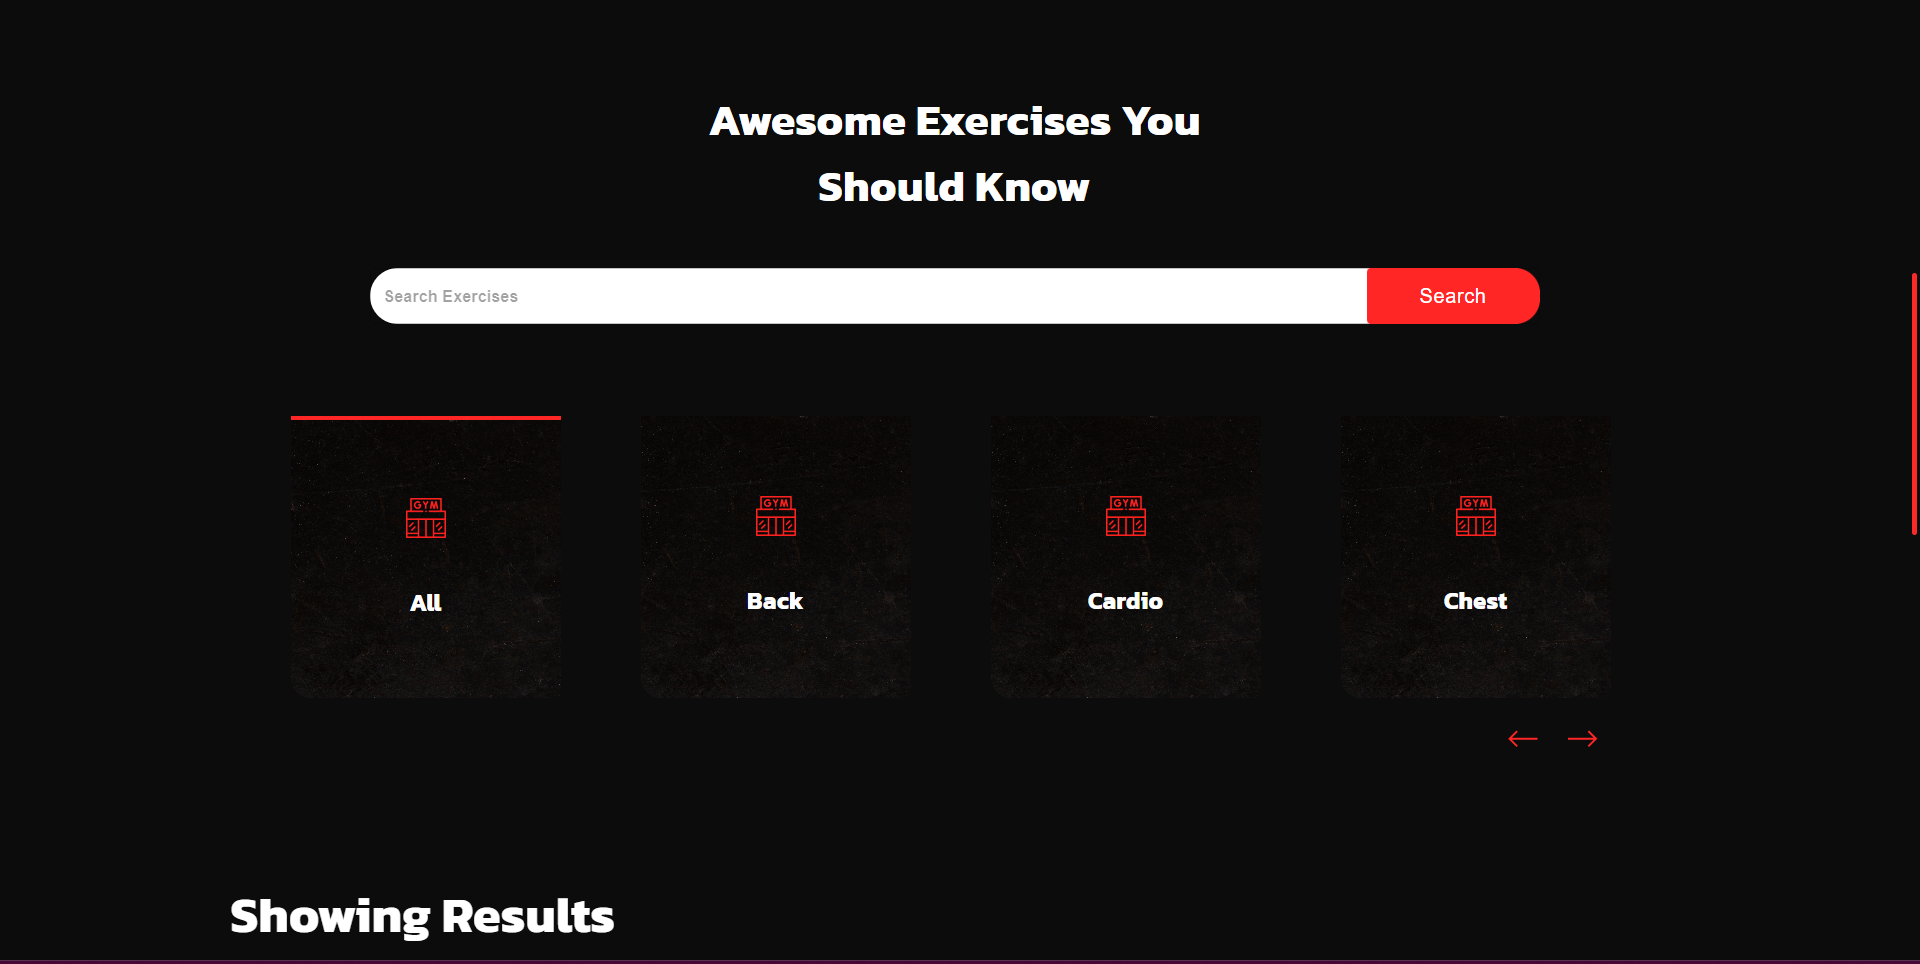 Awesome Exercises You
Should Know
Search Exercises
Search
GYM
GYM
GYM
GYM
All
Back
Cardio
Chest
Showing Results